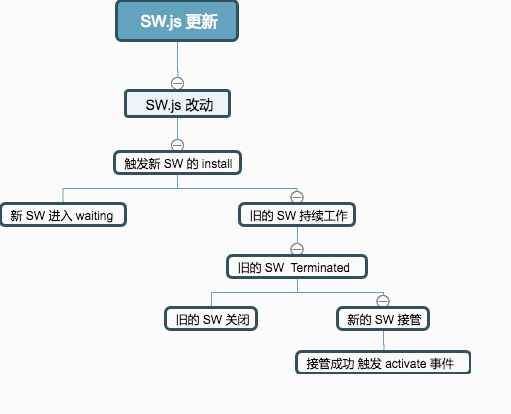 SW.js 更新
SW.js 改动
触发新 SW 的 install
新 SW 进入 waiting
旧的 SW 持续工作
旧的 SW Terminated
旧的 SW 关闭
新的 SW 接管
接管成功 触发 activate 事件